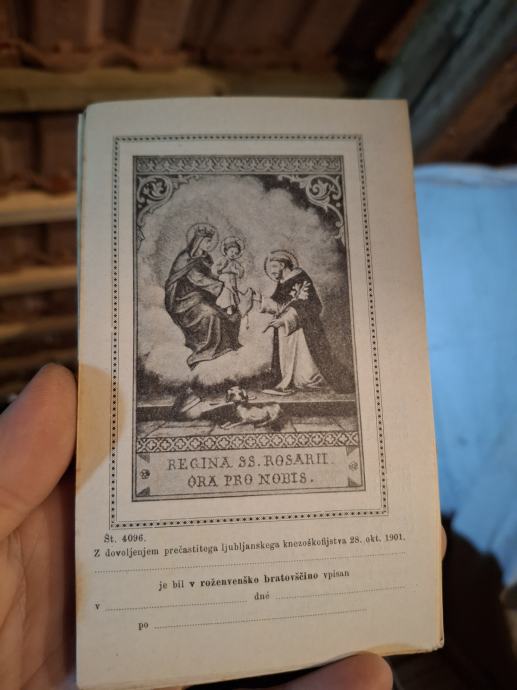 REGINA SS. ROSARII.
ORA PRO NOBIS.
Št. 4096.
Z dovoljenjem prečastitega ljubljanskega knezoškofijstva 28. okt. 1901.
je bil v roženvenško bratovščino vpisan
v dné
po